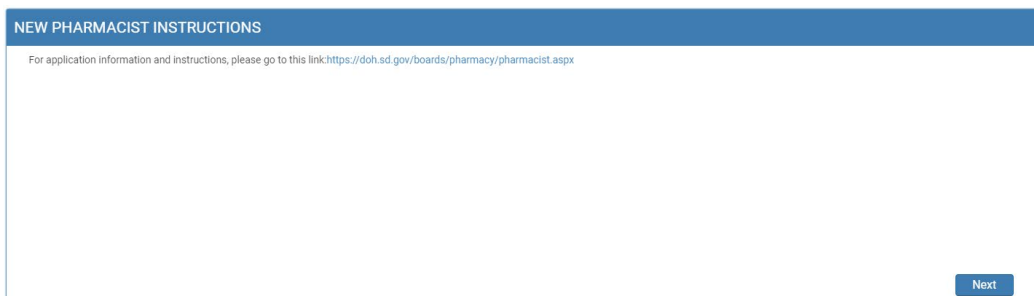 NEW PHARMACIST INSTRUCTIONS
For application information and instructions, please go to this link:https://doh.sd.gov/boards/pharmacy/pharmacist.aspx
Next